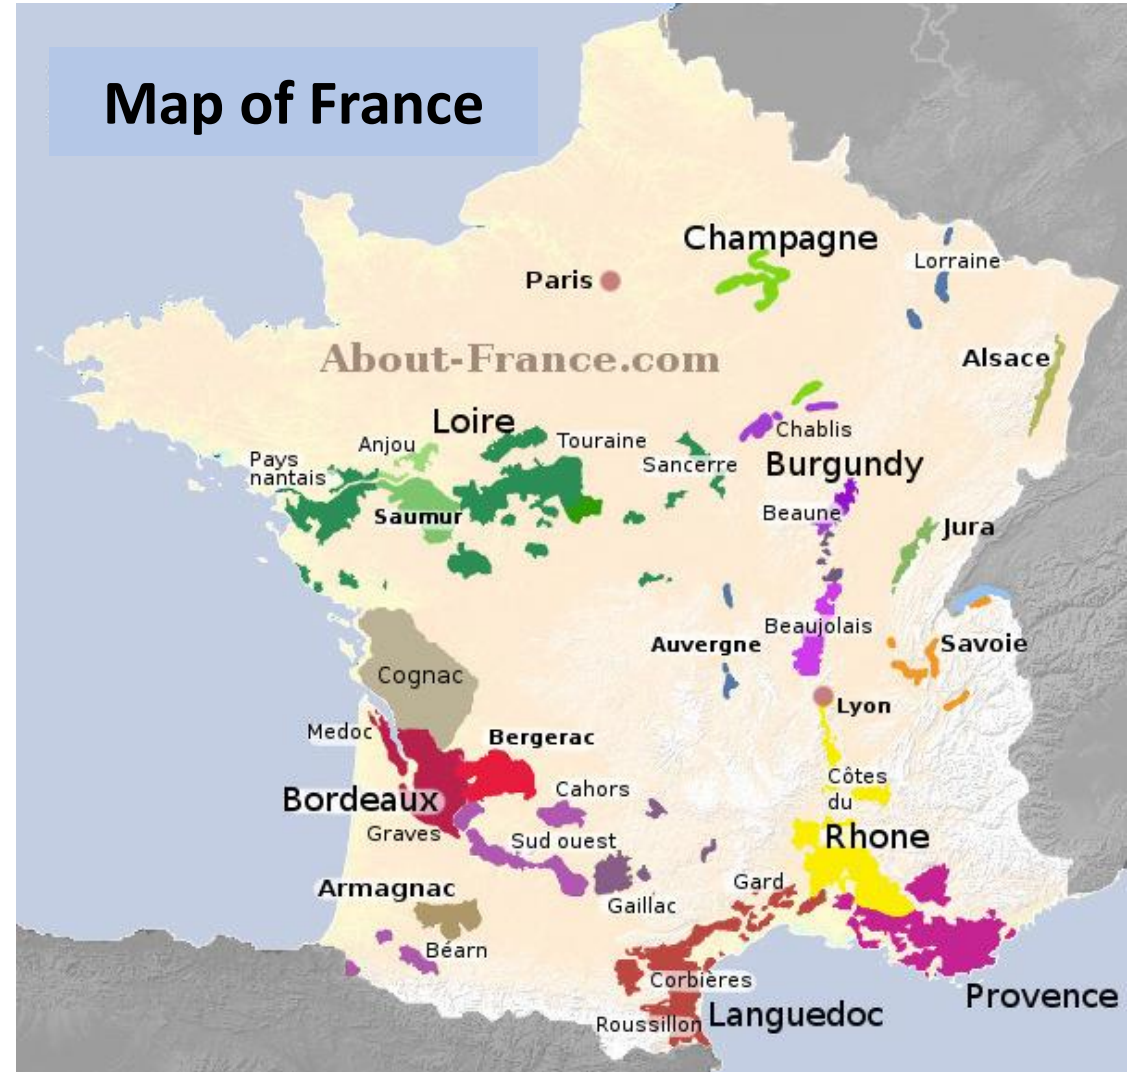 Map of France
Champagne
Lorraine
Paris
About-France.com
Alsace
Loire
Chablis
Anjou
Touraine
Pays
nantais
Sancerre
Burgundy
Saumur
Beaune
Jura
Beaujolais
Auvergne
Savoie
Cognac
Lyon
Medoc
Bergerac
Côtes
du
Rhone
Cahors
Bordeaux
Graves
Sud ouest
Gard
Armagnac
Gaillac
Béarn
Corbières
Provence
Languedoc
Roussillon